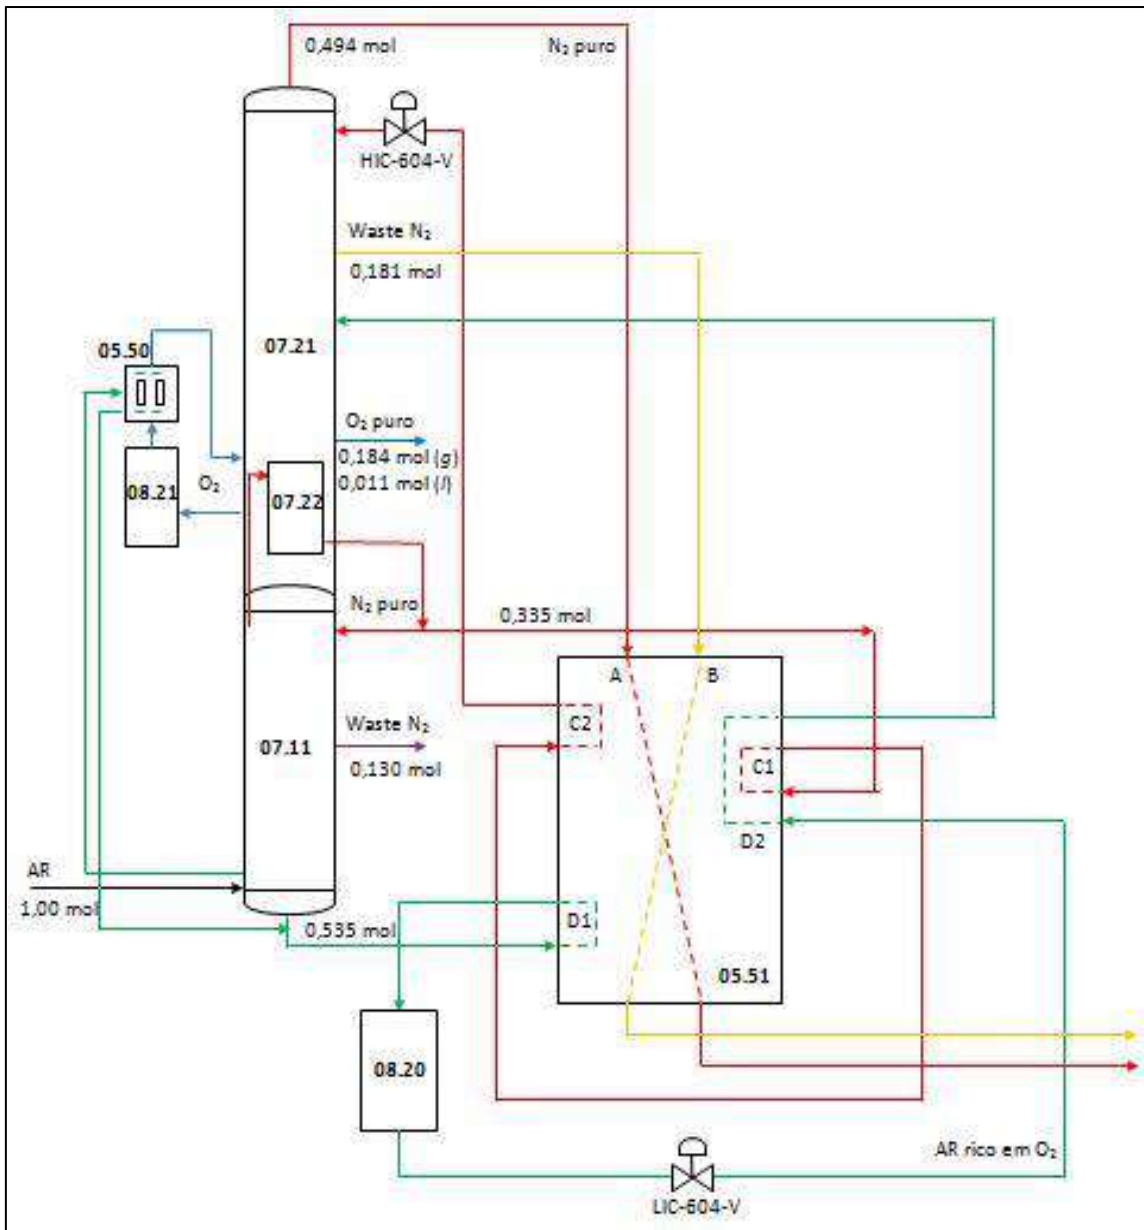 0,494 mol
N₂ puro
HIC-604-V
Waste N₂
0,181 mol
05.50
07.21
O₂ puro
0,184 mol (g)
0,011 mol (l)
08.21
O₂
07.22
N₂ puro
0,335 mol
A
B
C2
C1
Waste N₂
0,130 mol
07.11
D2
AR
1,00 mol
D1
0,535 mol
05.51
08.20
AR rico em O₂
LIC-604-V